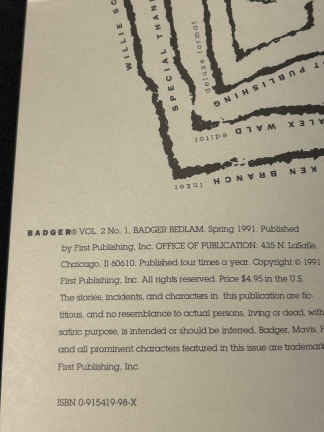 WILLIE SC
SPECIAL THAN
deluxe format
T PUBLISHING
ALEX WALD editor
KEN BRANCH inker
BADGER® VOL. 2 No. 1, BADGER BEDLAM. Spring 1991. Published
by First Publishing, Inc. OFFICE OF PUBLICATION: 435 N. LaSalle,
Chaicago, Il 60610. Published four times a year. Copyright © 1991
First Publishing, Inc. All rights reserved. Price $4.95 in the U.S.
The stories, incidents, and characters in this publication are fic-
titious, and no resemblance to actual persons, living or dead, with
satiric purpose, is intended or should be inferred. Badger, Mavis, H
and all prominent characters featured in this issue are trademark
First Publishing, Inc.
ISBN 0-915419-98-X